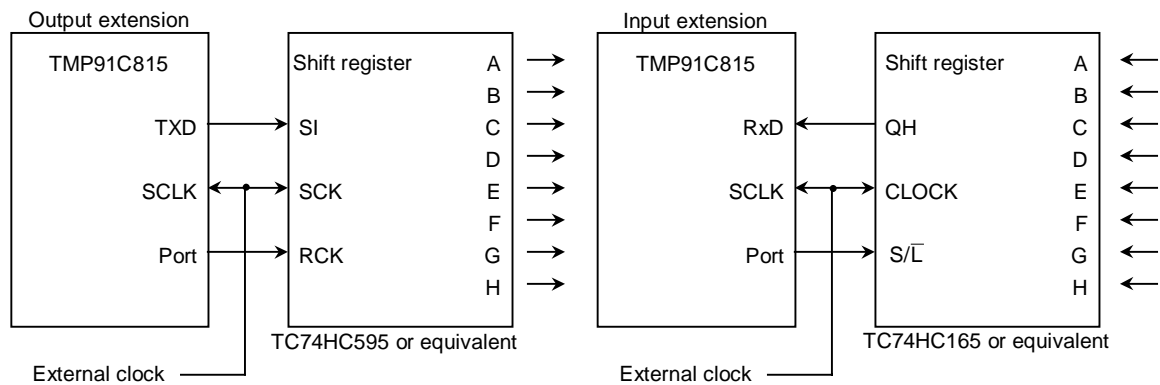 Output extension
TMP91C815
TXD
SCLK
Port
Shift register
SI
SCK
RCK
A
B
C
D
E
F
G
H
TC74HC595 or equivalent
External clock
Input extension
TMP91C815
RxD
SCLK
Port
Shift register
QH
CLOCK
S/L̅
A
B
C
D
E
F
G
H
TC74HC165 or equivalent
External clock